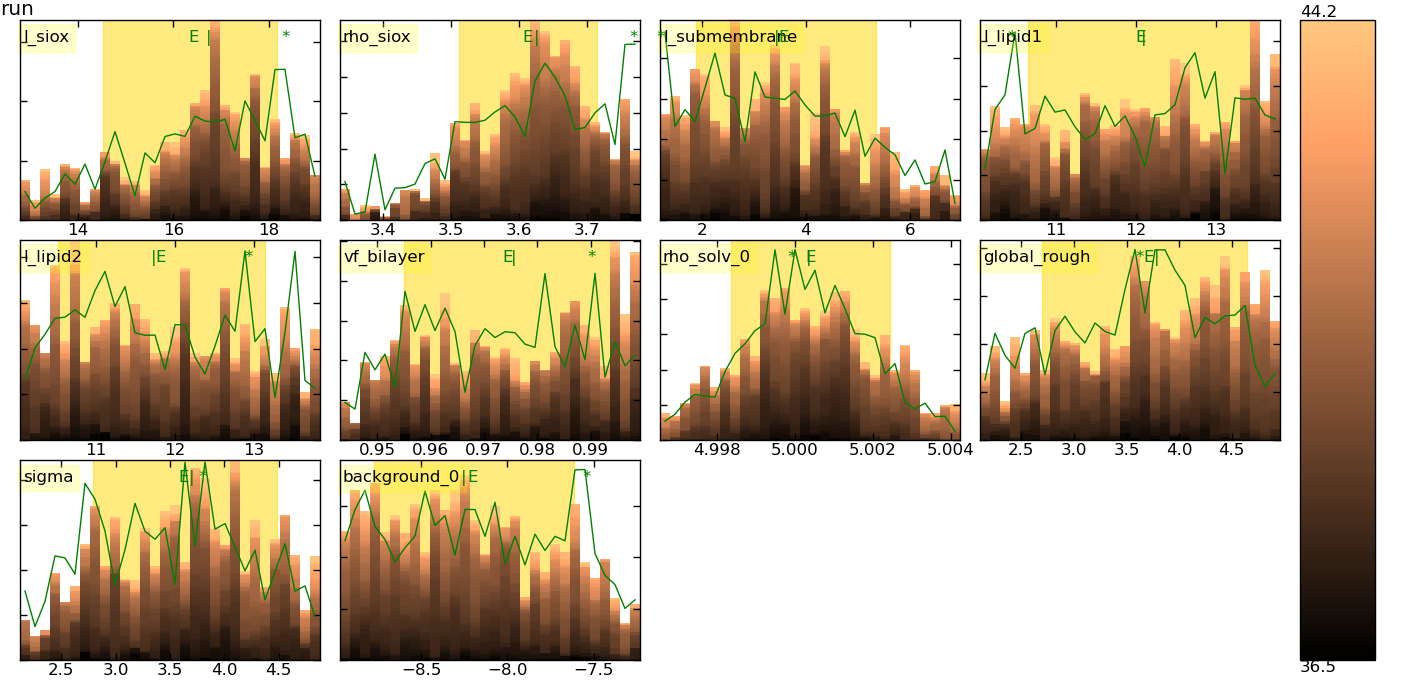 run
l_siox E | *
14 16 18
rho_siox E| *
3.4 3.5 3.6 3.7
* l_submembrane |E
2 4 6
l_lipid1 * E|
11 12 13
l_lipid2 |E *
11 12 13
vf_bilayer E| *
0.95 0.96 0.97 0.98 0.99
rho_solv_0 * |E
4.998 5.000 5.002 5.004
global_rough *E|
2.5 3.0 3.5 4.0 4.5
sigma E| *
2.5 3.0 3.5 4.0 4.5
background_0 |E *
−8.5 −8.0 −7.5
44.2
36.5